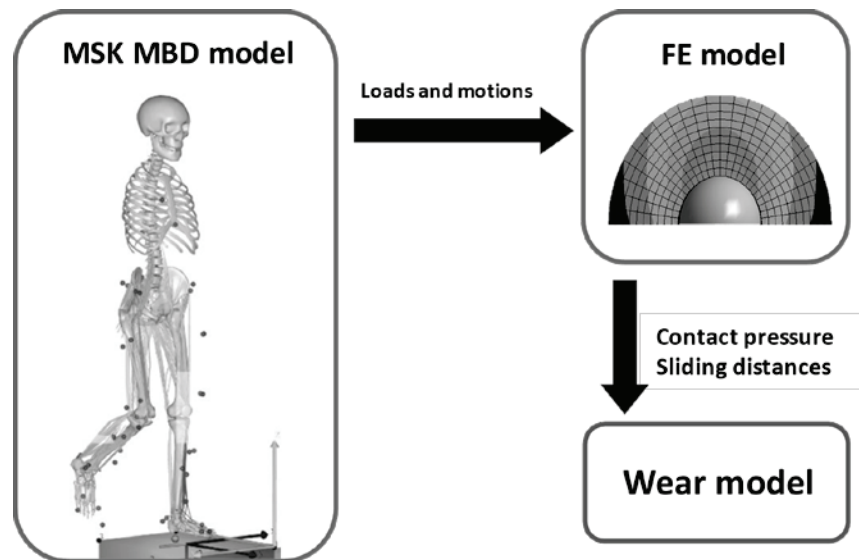 MSK MBD model
Loads and motions
FE model
Contact pressure
Sliding distances
Wear model